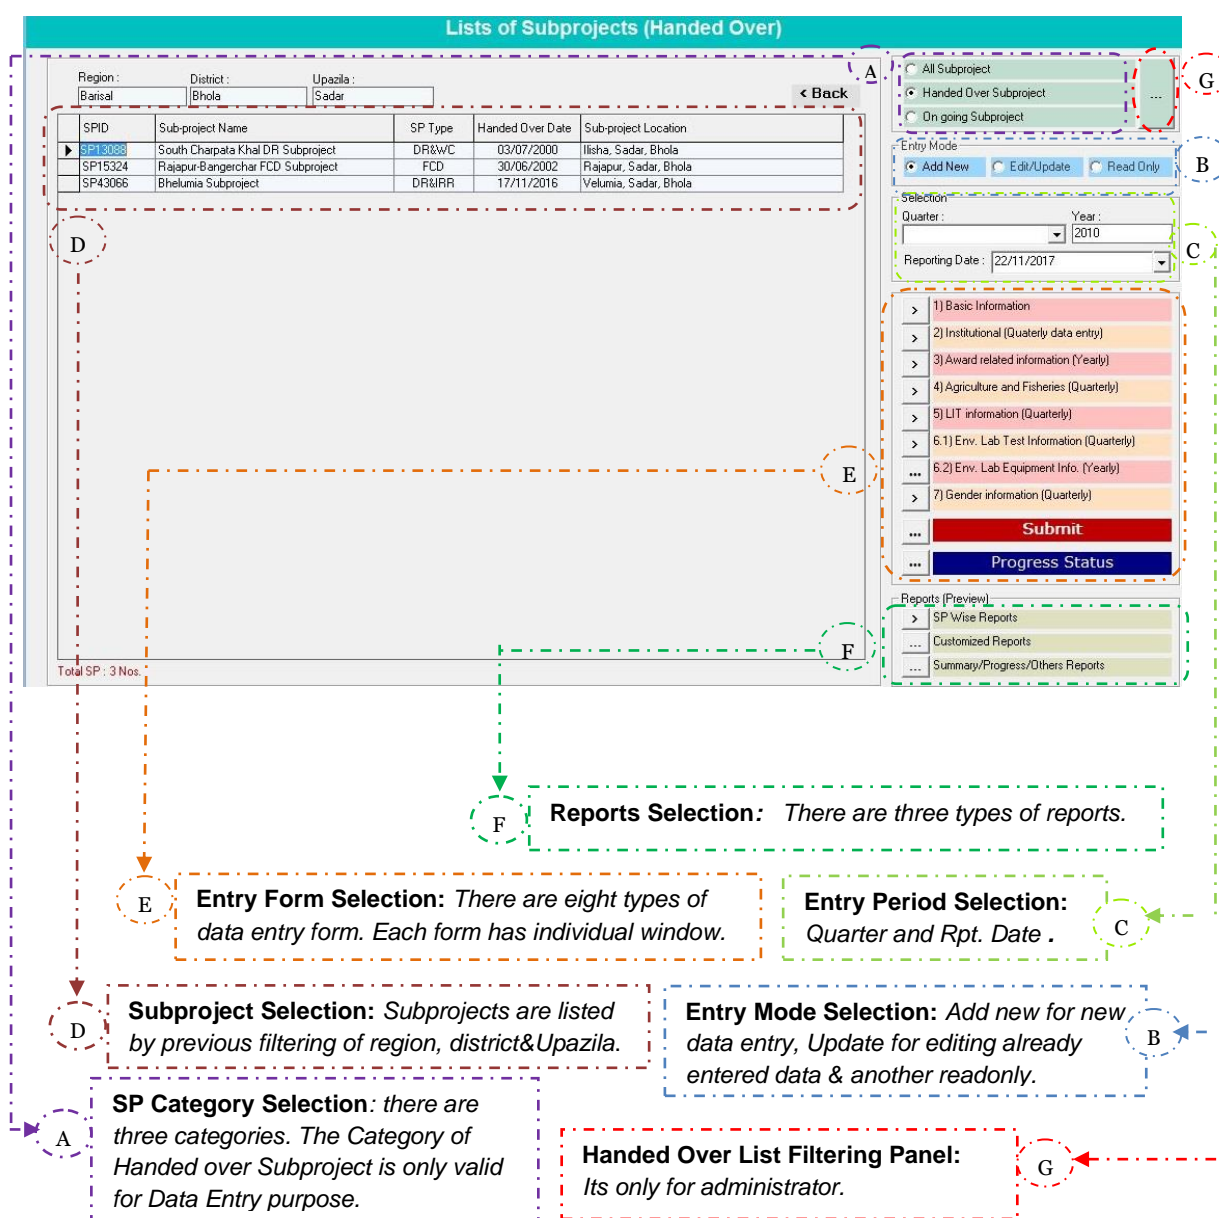 Lists of Subprojects (Handed Over)
Region :
District :
Upazila :
Barisal
Bhola
Sadar
< Back
A
SPID
Sub-project Name
SP Type
Handed Over Date
Sub-project Location
SP13088
South Charpata Khal DR Subproject
DR&WC
03/07/2000
Ilisha, Sadar, Bhola
SP15324
Rajapur-Bangerchar FCD Subproject
FCD
30/06/2002
Rajapur, Sadar, Bhola
SP43066
Bhelumia Subproject
DR&IRR
17/11/2016
Velumia, Sadar, Bhola
D
Total SP : 3 Nos.
All Subproject
Handed Over Subproject
On going Subproject
...
G
Entry Mode
Add New
Edit/Update
Read Only
B
Selection
Quarter :
Year :
2010
Reporting Date :
22/11/2017
C
> 1) Basic Information
> 2) Institutional (Quaterly data entry)
> 3) Award related information (Yearly)
> 4) Agriculture and Fisheries (Quarterly)
> 5) LIT information (Quarterly)
> 6.1) Env. Lab Test Information (Quarterly)
... 6.2) Env. Lab Equipment Info. (Yearly)
> 7) Gender information (Quarterly)
... Submit
... Progress Status
E
Reports (Preview)
> SP Wise Reports
... Customized Reports
... Summary/Progress/Others Reports
F
F
Reports Selection: There are three types of reports.
E
Entry Form Selection: There are eight types of
data entry form. Each form has individual window.
Entry Period Selection:
Quarter and Rpt. Date .
C
D
Subproject Selection: Subprojects are listed
by previous filtering of region, district&Upazila.
Entry Mode Selection: Add new for new
data entry, Update for editing already
entered data & another readonly.
B
A
SP Category Selection: there are
three categories. The Category of
Handed over Subproject is only valid
for Data Entry purpose.
Handed Over List Filtering Panel:
Its only for administrator.
G